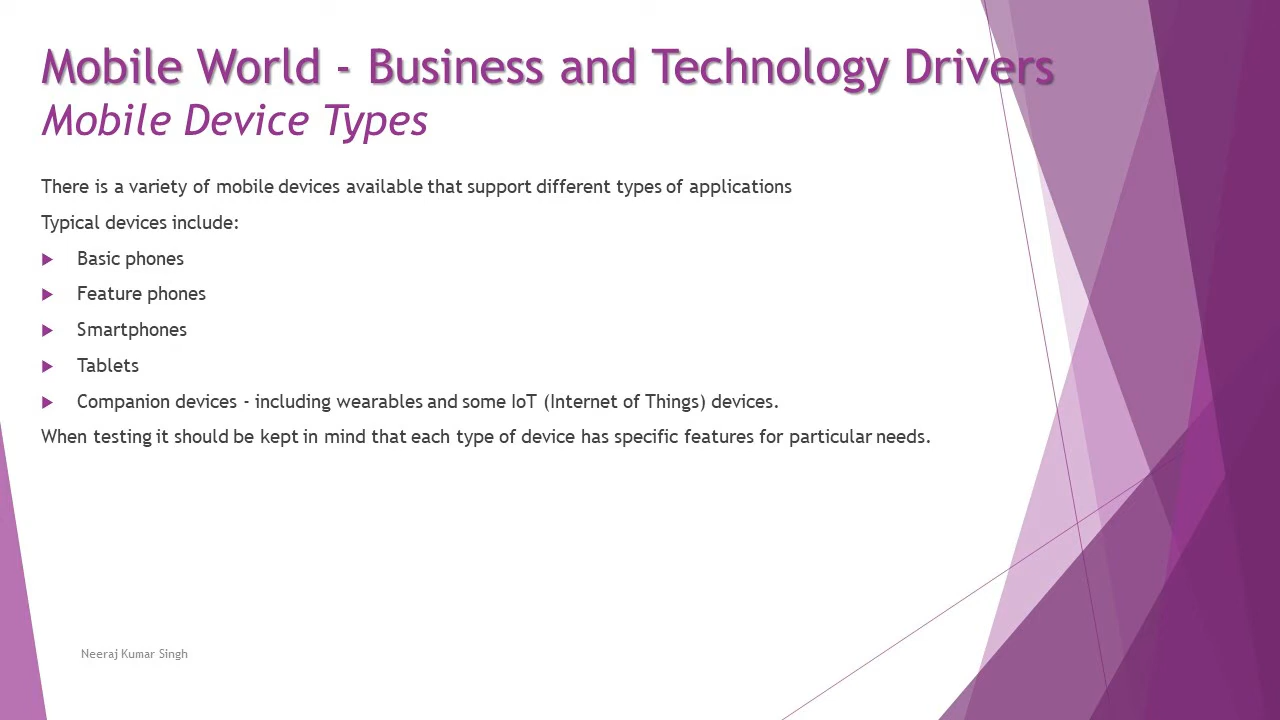 Mobile World - Business and Technology Drivers
Mobile Device Types
There is a variety of mobile devices available that support different types of applications
Typical devices include:
Basic phones
Feature phones
Smartphones
Tablets
Companion devices - including wearables and some IoT (Internet of Things) devices.
When testing it should be kept in mind that each type of device has specific features for particular needs.
Neeraj Kumar Singh